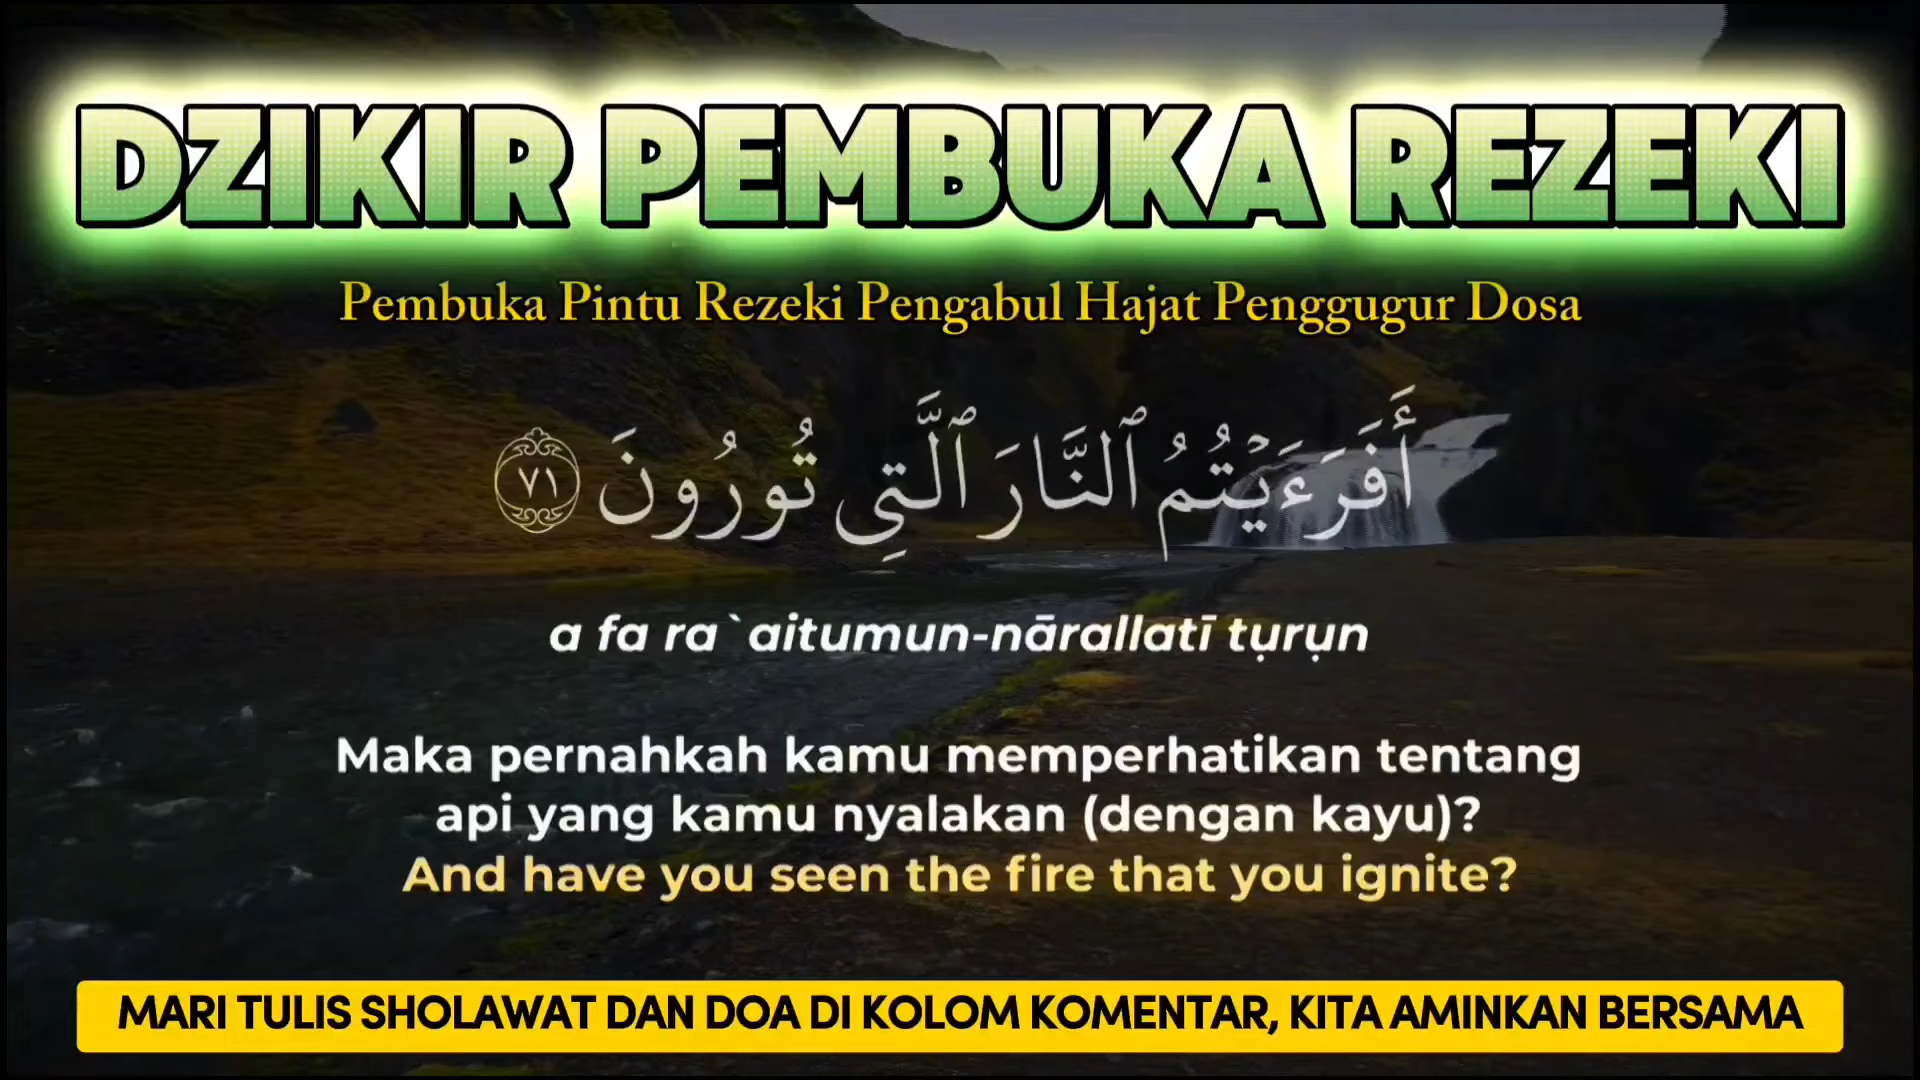 DZIKIR PEMBUKA REZEKI
Pembuka Pintu Rezeki Pengabul Hajat Penggugur Dosa
أَفَرَءَيْتُمُ ٱلنَّارَ ٱلَّتِي تُورُونَ ٧١
a fa ra`aitumun-nārallatī tụrụn
Maka pernahkah kamu memperhatikan tentang
api yang kamu nyalakan (dengan kayu)?
And have you seen the fire that you ignite?
MARI TULIS SHOLAWAT DAN DOA DI KOLOM KOMENTAR, KITA AMINKAN BERSAMA